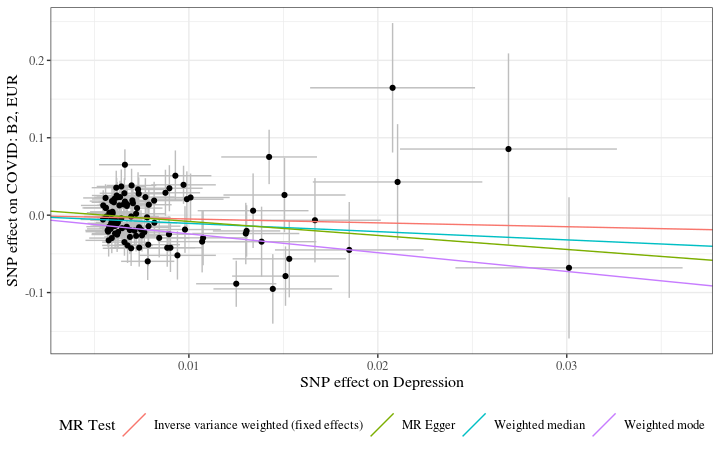 SNP effect on COVID: B2, EUR
0.2
0.1
0.0
-0.1
0.01 0.02 0.03
SNP effect on Depression
MR Test Inverse variance weighted (fixed effects) MR Egger Weighted median Weighted mode